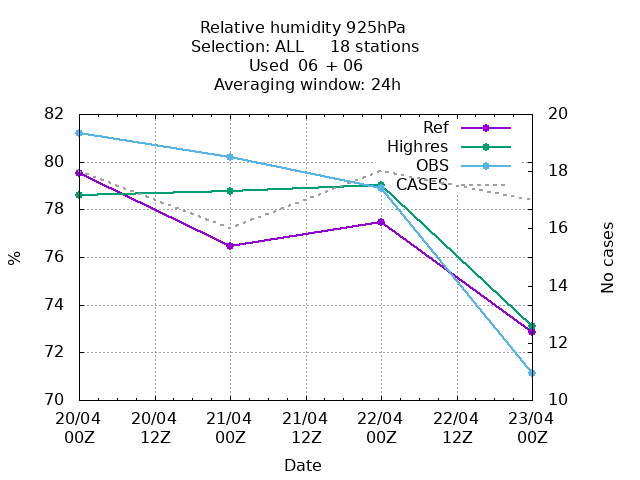 Relative humidity 925hPa
Selection: ALL     18 stations
Used  06 + 06
Averaging window: 24h
82 20
Ref
Highres
80 OBS 18
CASES
78 16
76 14
74 12
72
70 10
%
No cases
20/04 20/04 21/04 21/04 22/04 22/04 23/04
00Z 12Z 00Z 12Z 00Z 12Z 00Z
Date